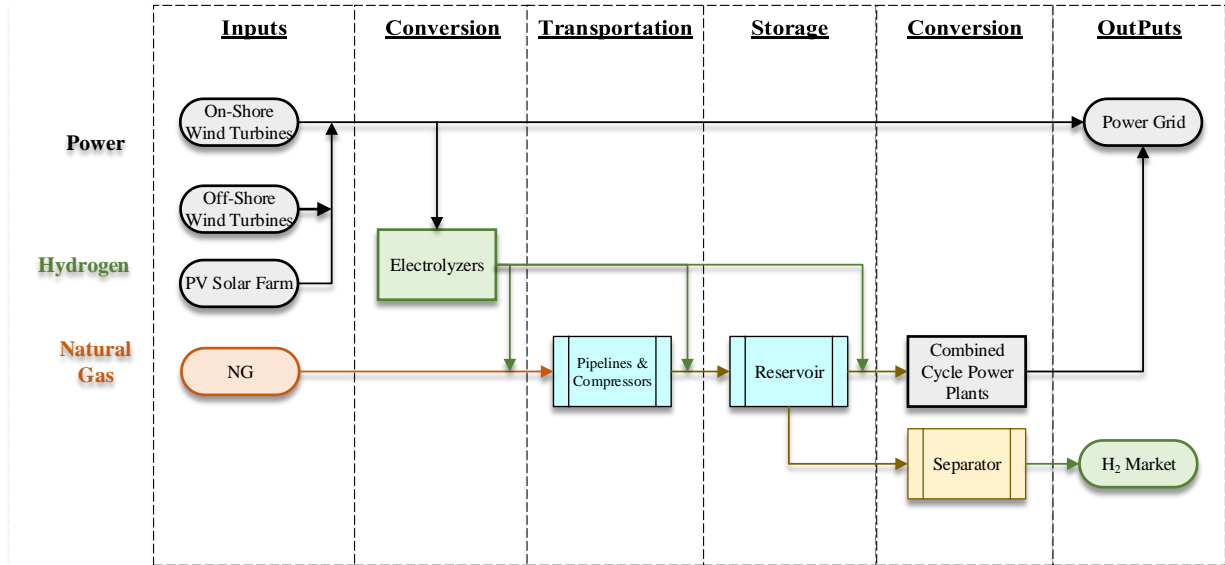 Inputs
Conversion
Transportation
Storage
Conversion
OutPuts
Power
On-Shore
Wind Turbines
Power Grid
Off-Shore
Wind Turbines
Hydrogen
Electrolyzers
PV Solar Farm
Natural
Gas
NG
Pipelines &
Compressors
Reservoir
Combined
Cycle Power
Plants
Separator
H₂ Market